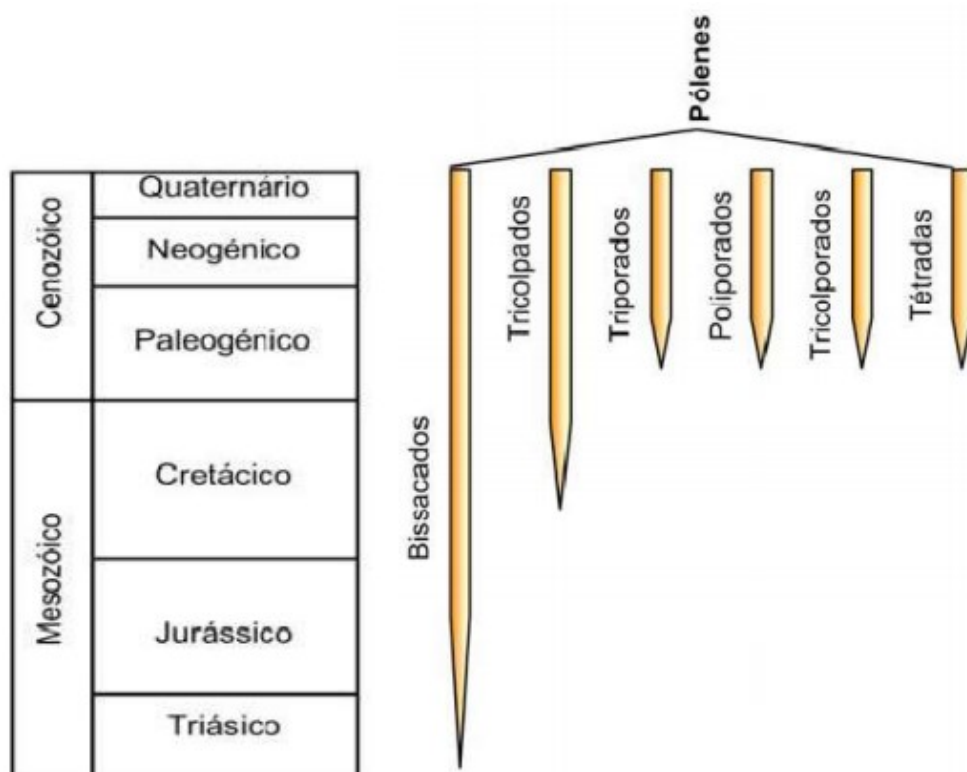 Cenozóico
Quaternário
Neogénico
Paleogénico
Mesozóico
Cretácico
Jurássico
Triásico
Pólenes
Bissacados
Tricolpados
Triporados
Poliporados
Tricolporados
Tétradas